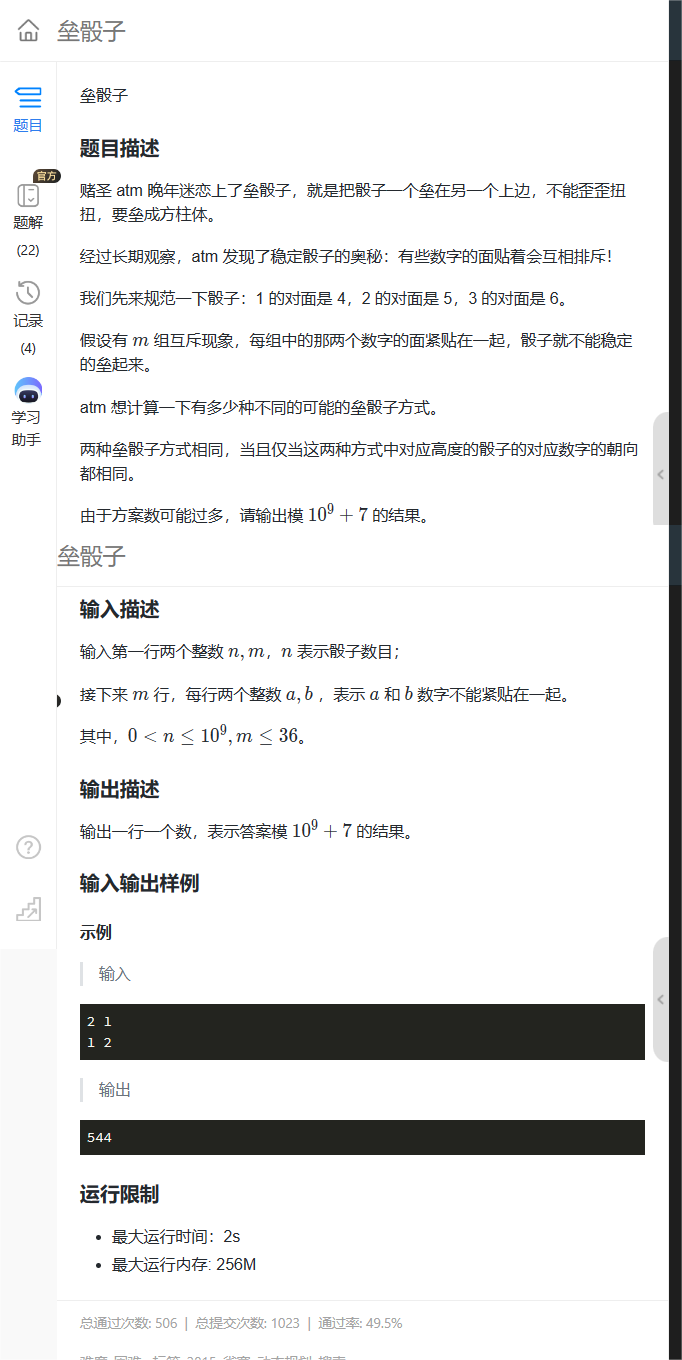 垒骰子
题目
官方
题解
(22)
记录
(4)
学习
助手
垒骰子
题目描述
赌圣 atm 晚年迷恋上了垒骰子，就是把骰子一个垒在另一个上边，不能歪歪扭
扭，要垒成方柱体。
经过长期观察，atm 发现了稳定骰子的奥秘：有些数字的面贴着会互相排斥！
我们先来规范一下骰子：1 的对面是 4，2 的对面是 5，3 的对面是 6。
假设有 m 组互斥现象，每组中的那两个数字的面紧贴在一起，骰子就不能稳定
的垒起来。
atm 想计算一下有多少种不同的可能的垒骰子方式。
两种垒骰子方式相同，当且仅当这两种方式中对应高度的骰子的对应数字的朝向
都相同。
由于方案数可能过多，请输出模 10⁹ + 7 的结果。
垒骰子
输入描述
输入第一行两个整数 n, m，n 表示骰子数目；
接下来 m 行，每行两个整数 a, b ，表示 a 和 b 数字不能紧贴在一起。
其中，0 < n ≤ 10⁹, m ≤ 36。
输出描述
输出一行一个数，表示答案模 10⁹ + 7 的结果。
输入输出样例
示例
输入
2 1
1 2
输出
544
运行限制
最大运行时间：2s
最大运行内存: 256M
总通过次数: 506 | 总提交次数: 1023 | 通过率: 49.5%